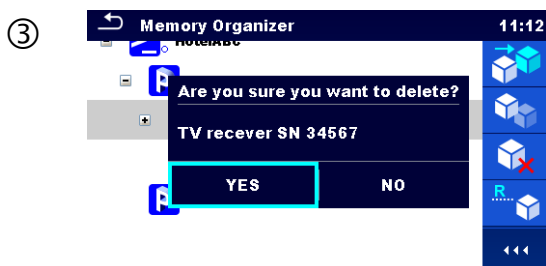 ③
Memory Organizer 11:12
HotelABC
Are you sure you want to delete?
TV recever SN 34567
YES NO
R